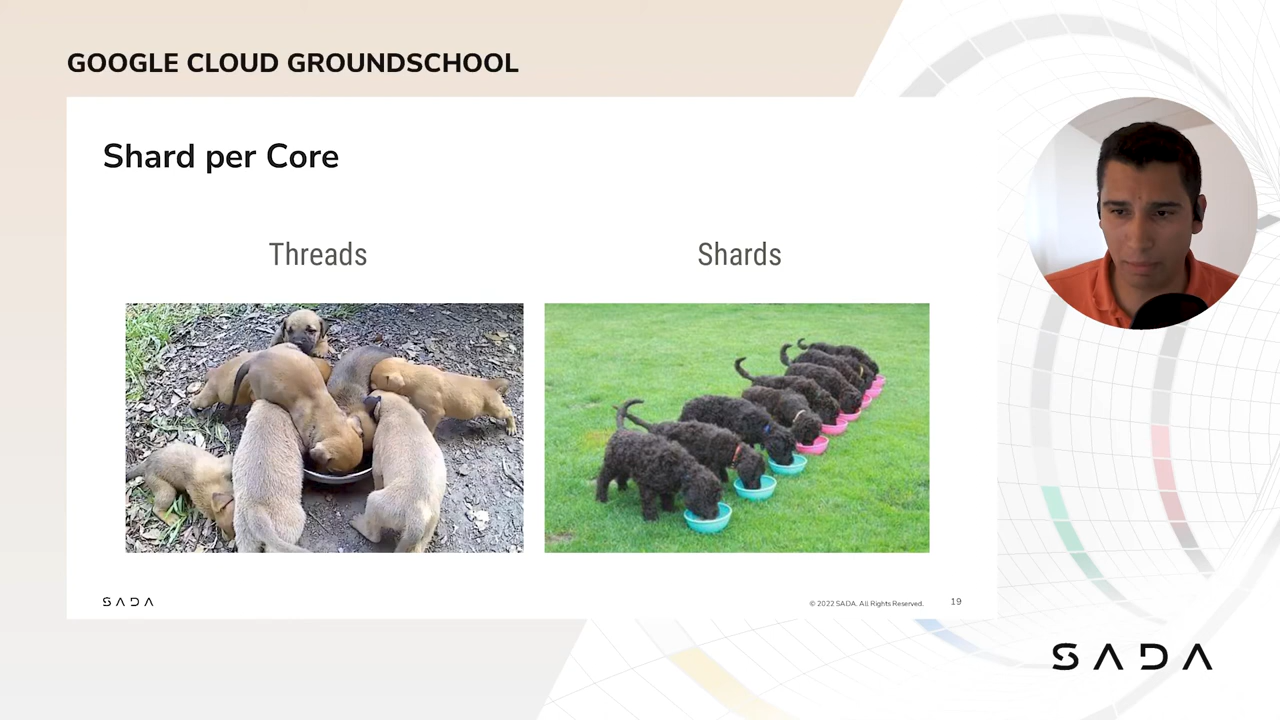 GOOGLE CLOUD GROUNDSCHOOL
Shard per Core
Threads
Shards
SADA
© 2022 SADA. All Rights Reserved.
19
SADA